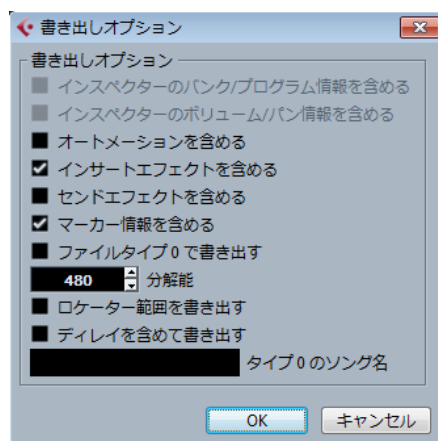 書き出しオプション
書き出しオプション
インスペクターのバンク/プログラム情報を含める
インスペクターのボリューム/パン情報を含める
オートメーションを含める
インサートエフェクトを含める
センドエフェクトを含める
マーカー情報を含める
ファイルタイプ 0 で書き出す
480 分解能
ロケーター範囲を書き出す
ディレイを含めて書き出す
タイプ 0 のソング名
OK キャンセル